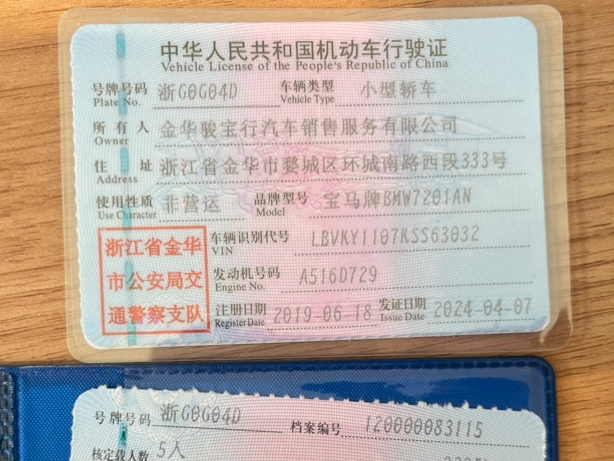 中华人民共和国机动车行驶证
Vehicle License of the People's Republic of China
号牌号码 浙G0G04D 车辆类型 小型轿车
Plate No. Vehicle Type
所有人 金华骏宝行汽车销售服务有限公司
Owner
住址 浙江省金华市婺城区环城南路西段333号
Address
使用性质 非营运 品牌型号 宝马牌BMW7201AN
Use Character Model
浙江省金华
市公安局交
通警察支队
车辆识别代号 LBVKY1107KSS63032
VIN
发动机号码 A516D729
Engine No.
注册日期 2019-06-18 发证日期 2024-04-07
Register Date Issue Date
号牌号码 浙G0G04D 档案编号 120000083115
核定载人数 5人